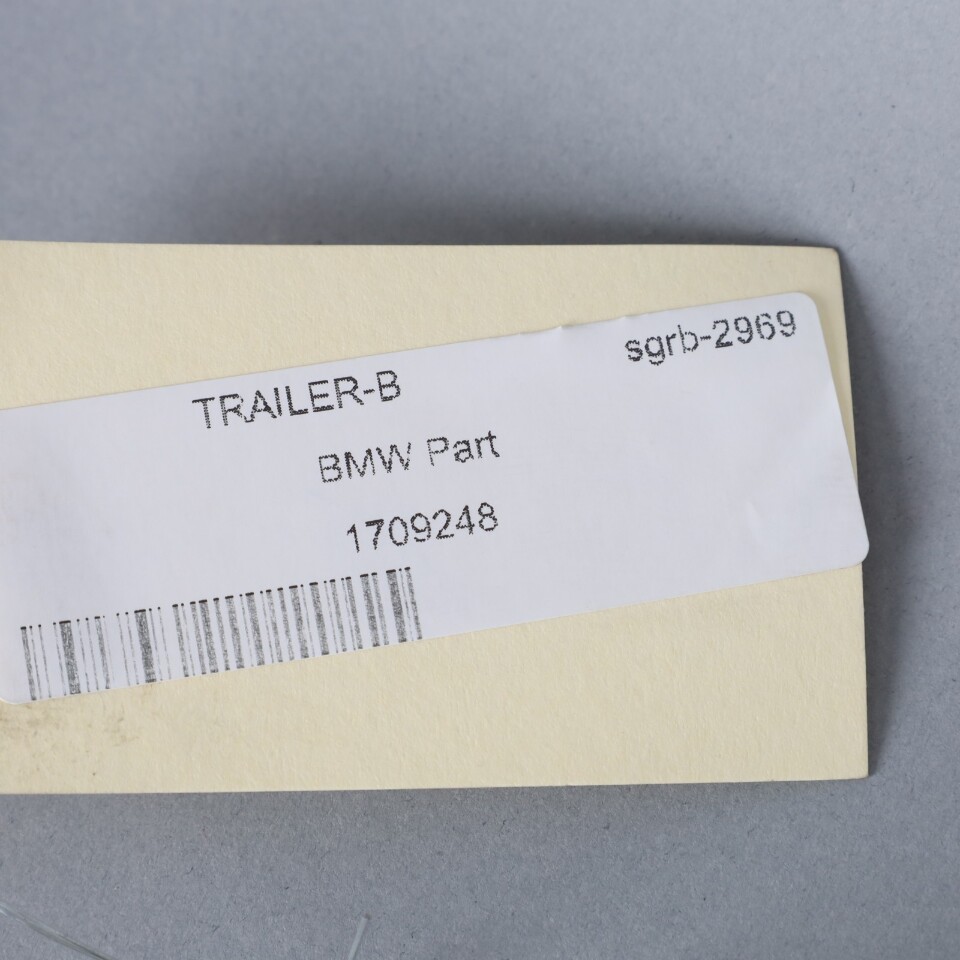 sgrb-2969
TRAILER-B
BMW Part
1709248